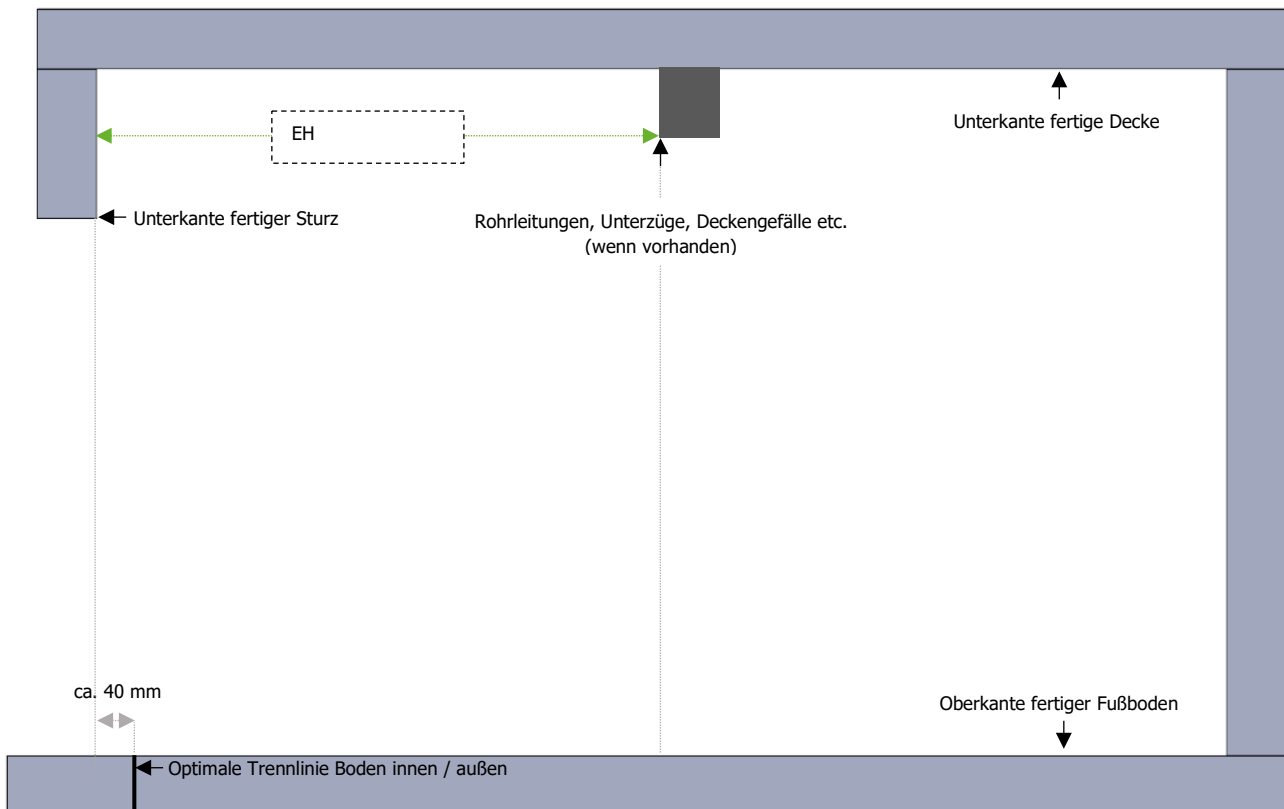 EH
Unterkante fertige Decke
Unterkante fertiger Sturz
Rohrleitungen, Unterzüge, Deckengefälle etc.
(wenn vorhanden)
ca. 40 mm
Oberkante fertiger Fußboden
Optimale Trennlinie Boden innen / außen